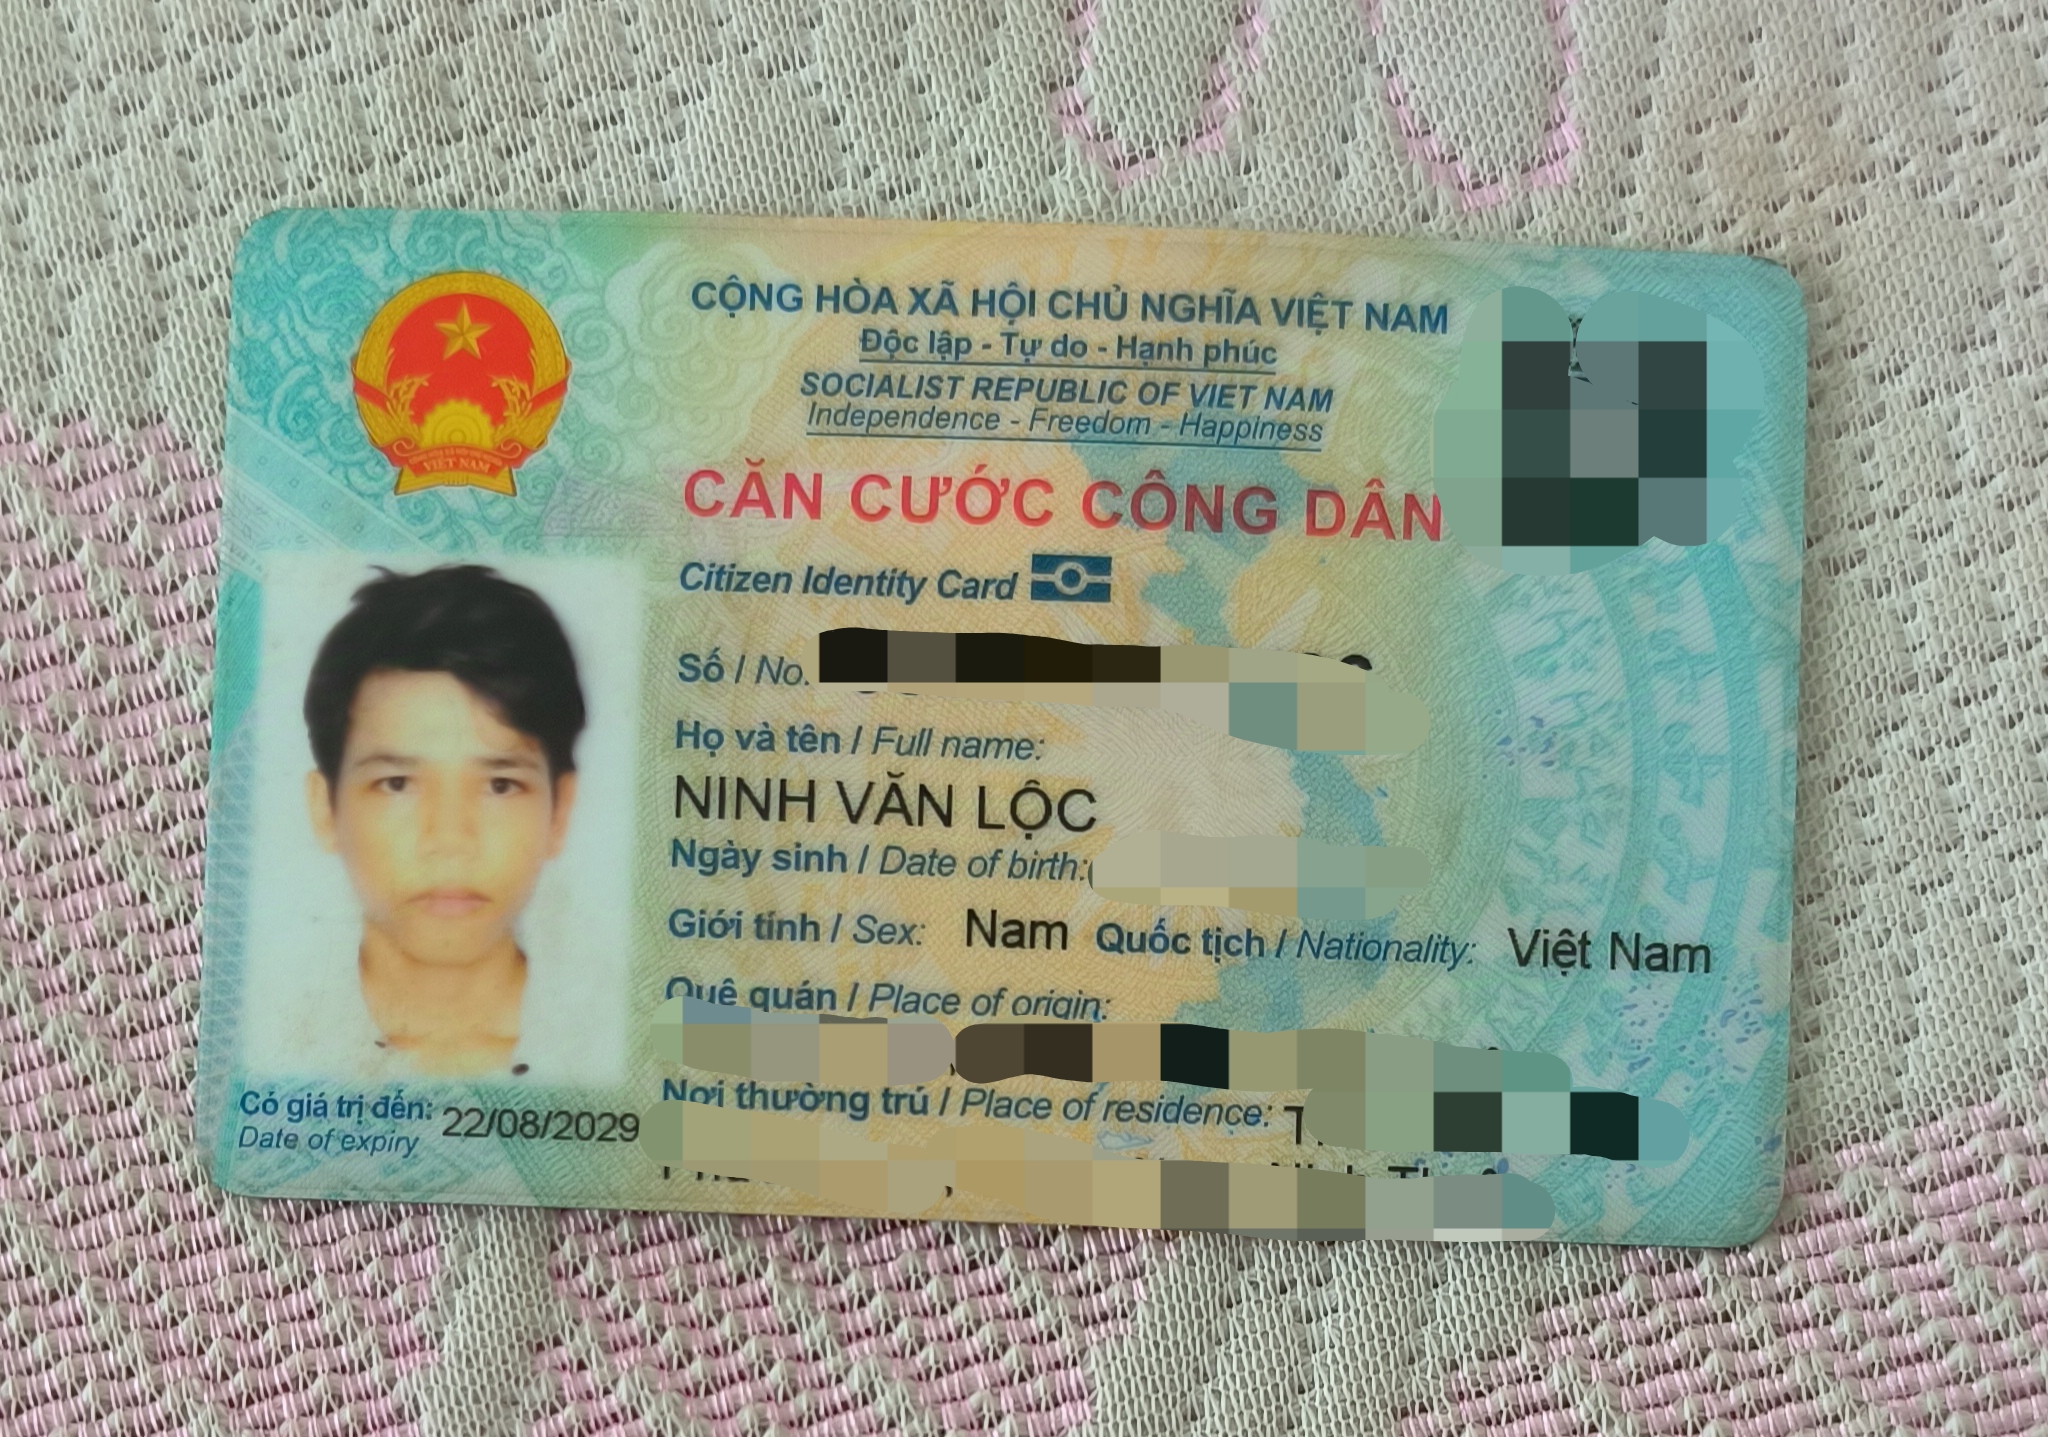 CỘNG HÒA XÃ HỘI CHỦ NGHĨA VIỆT NAM
Độc lập - Tự do - Hạnh phúc
SOCIALIST REPUBLIC OF VIET NAM
Independence - Freedom - Happiness
CĂN CƯỚC CÔNG DÂN
Citizen Identity Card
VIỆT NAM
Số / No.
Họ và tên / Full name:
NINH VĂN LỘC
Ngày sinh / Date of birth:
Giới tính / Sex: Nam Quốc tịch / Nationality: Việt Nam
Quê quán / Place of origin:
Nơi thường trú / Place of residence:
Có giá trị đến: 22/08/2029
Date of expiry